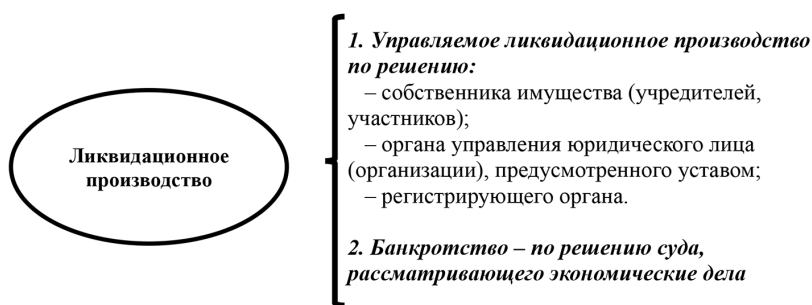 Ликвидационное
производство
1. Управляемое ликвидационное производство
по решению:
– собственника имущества (учредителей,
участников);
– органа управления юридического лица
(организации), предусмотренного уставом;
– регистрирующего органа.
2. Банкротство – по решению суда,
рассматривающего экономические дела